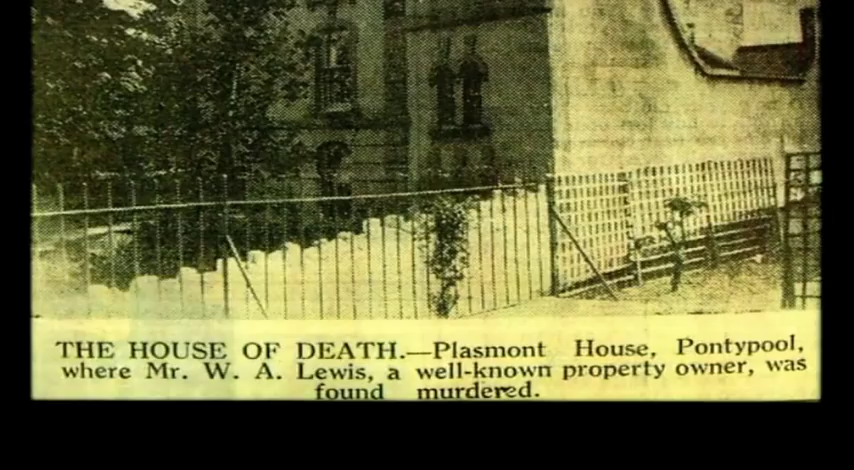 THE HOUSE OF DEATH.—Plasmont House, Pontypool,
where Mr. W. A. Lewis, a well-known property owner, was
found murdered.